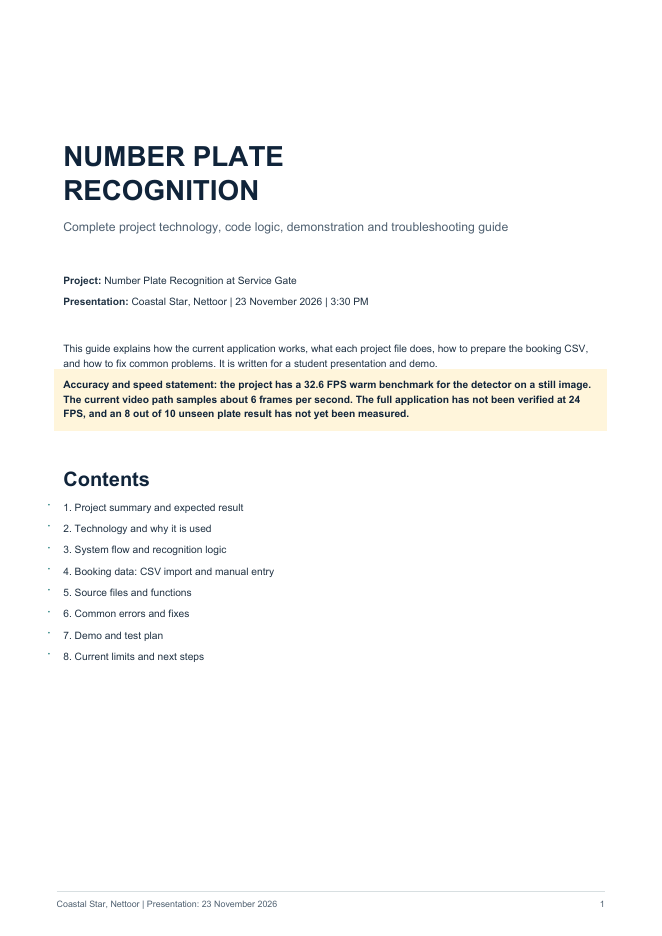 NUMBER PLATE
RECOGNITION
Complete project technology, code logic, demonstration and troubleshooting guide
Project: Number Plate Recognition at Service Gate
Presentation: Coastal Star, Nettoor | 23 November 2026 | 3:30 PM
This guide explains how the current application works, what each project file does, how to prepare the booking CSV,
and how to fix common problems. It is written for a student presentation and demo.
Accuracy and speed statement: the project has a 32.6 FPS warm benchmark for the detector on a still image.
The current video path samples about 6 frames per second. The full application has not been verified at 24
FPS, and an 8 out of 10 unseen plate result has not yet been measured.
Contents
1. Project summary and expected result
2. Technology and why it is used
3. System flow and recognition logic
4. Booking data: CSV import and manual entry
5. Source files and functions
6. Common errors and fixes
7. Demo and test plan
8. Current limits and next steps
Coastal Star, Nettoor | Presentation: 23 November 2026 1